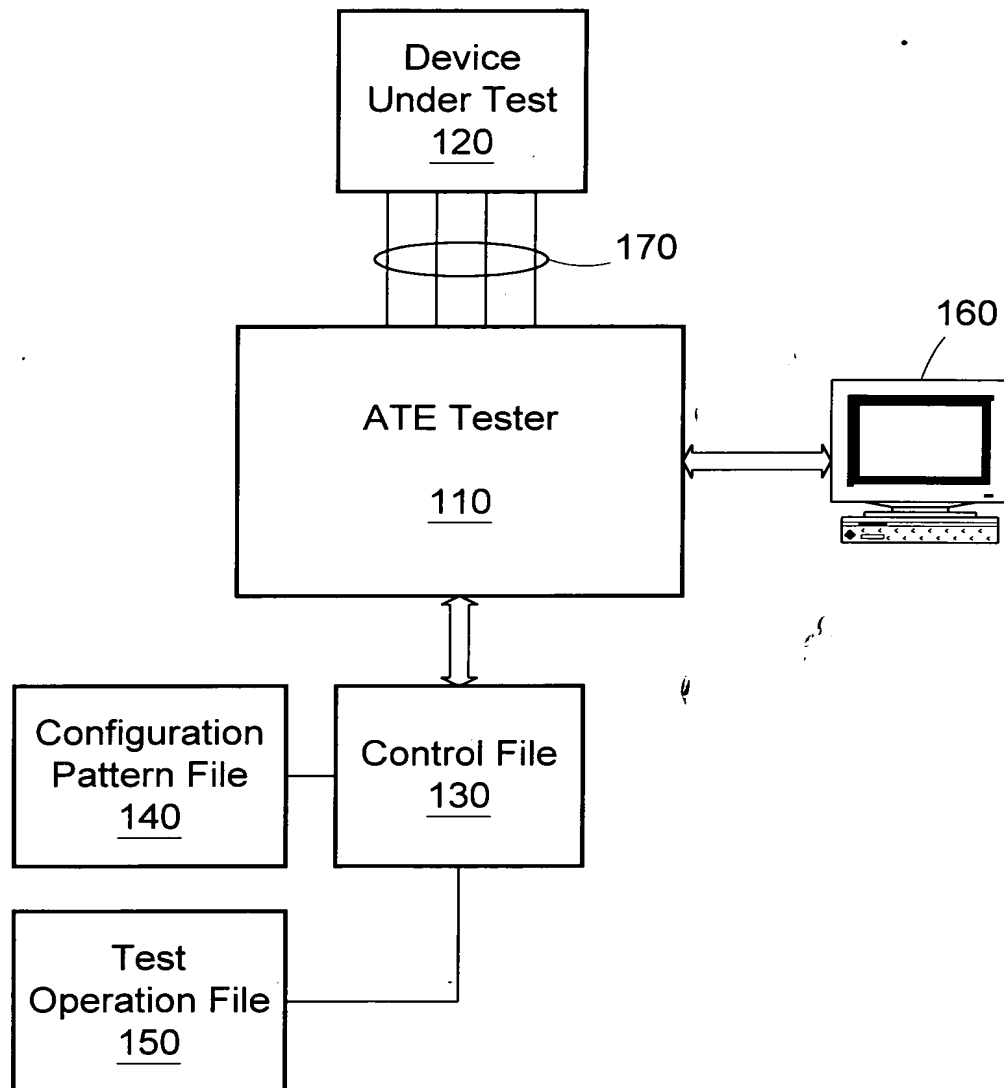 Device
Under Test
120
170
160
ATE Tester
110
Configuration
Pattern File
140
Control File
130
Test
Operation File
150